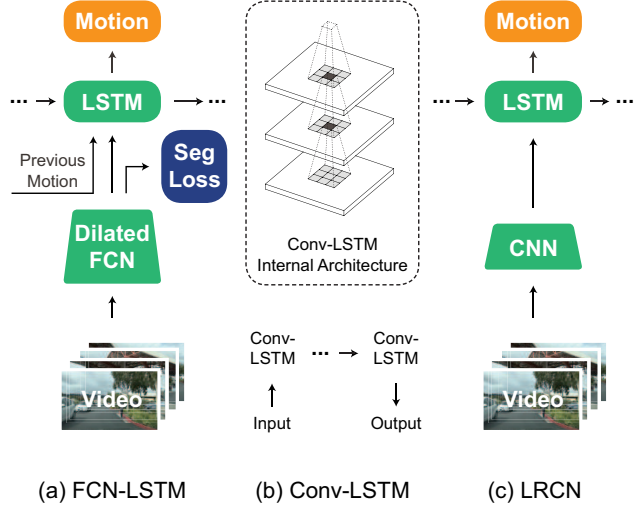 Motion
...
LSTM
...
Previous
Motion
Seg
Loss
Dilated
FCN
Video
(a) FCN-LSTM
Conv-LSTM
Internal Architecture
Conv-
LSTM
...
Conv-
LSTM
Input
Output
(b) Conv-LSTM
Motion
...
LSTM
...
CNN
Video
(c) LRCN